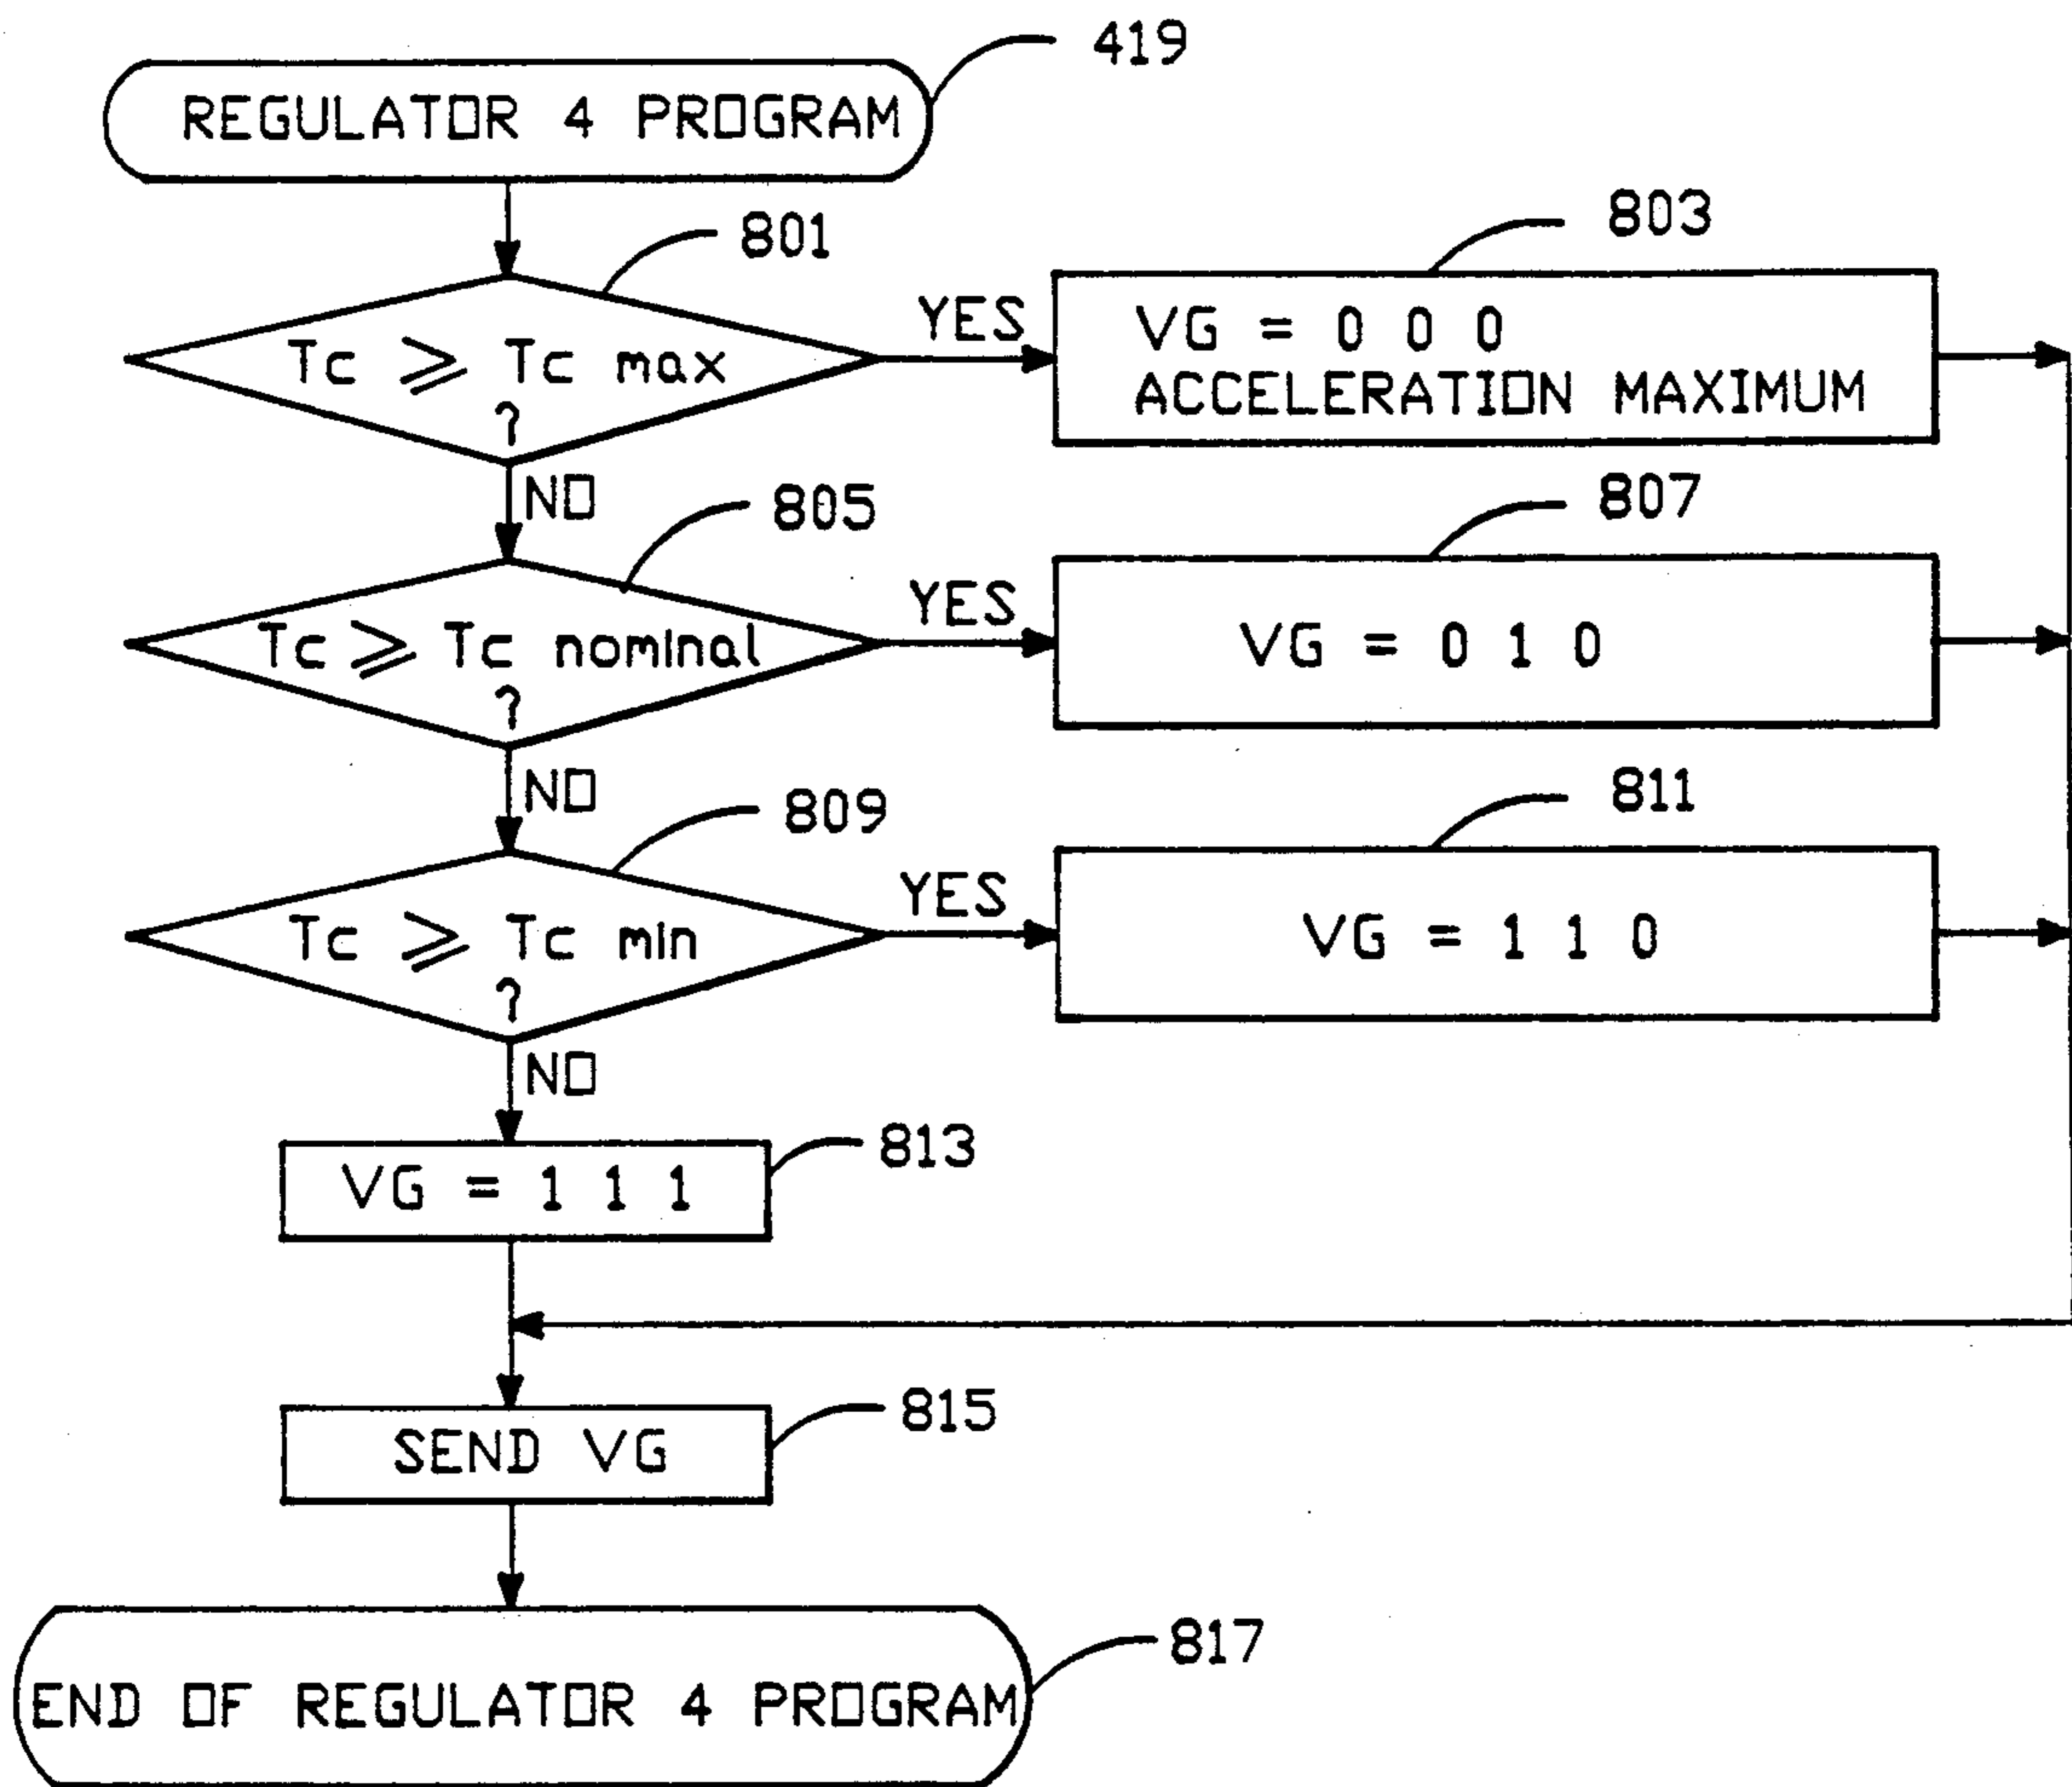 419
REGULATOR 4 PROGRAM
801
803
Tc ⩾ Tc max
?
YES
VG = 0 0 0
ACCELERATION MAXIMUM
NO
805
807
Tc ⩾ Tc nominal
?
YES
VG = 0 1 0
NO
809
811
Tc ⩾ Tc min
?
YES
VG = 1 1 0
NO
813
VG = 1 1 1
815
SEND VG
817
END OF REGULATOR 4 PROGRAM